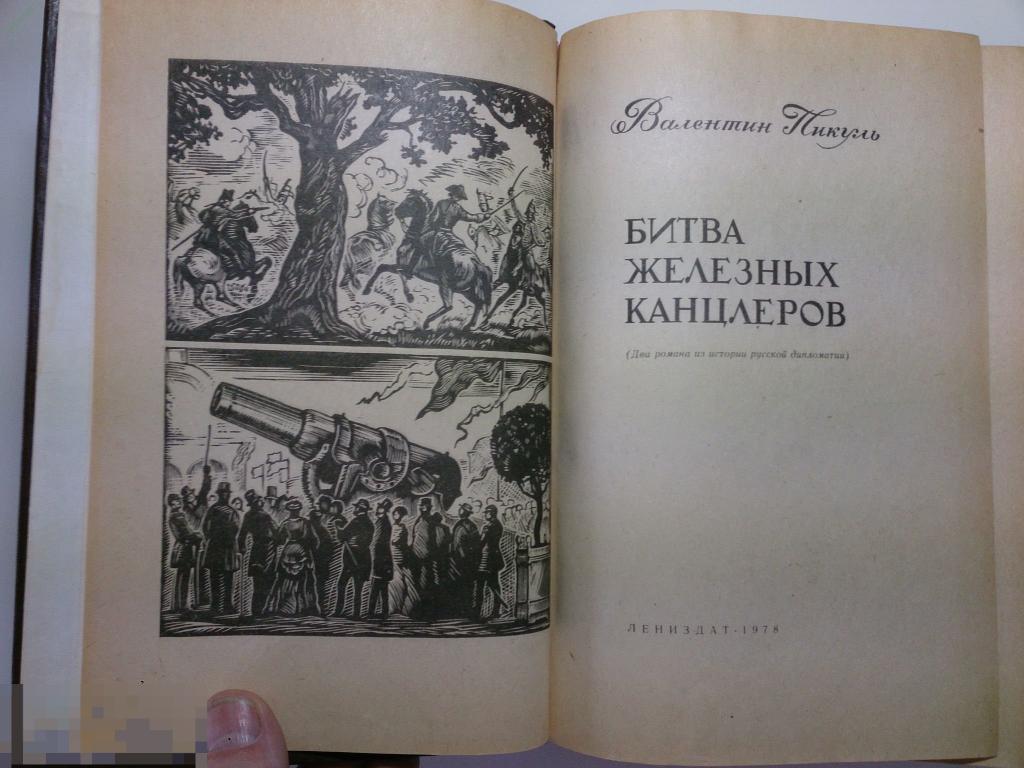 Валентин Пикуль
БИТВА
ЖЕЛЕЗНЫХ
КАНЦЛЕРОВ
(Два романа из истории русской дипломатии)
ЛЕНИЗДАТ·1978